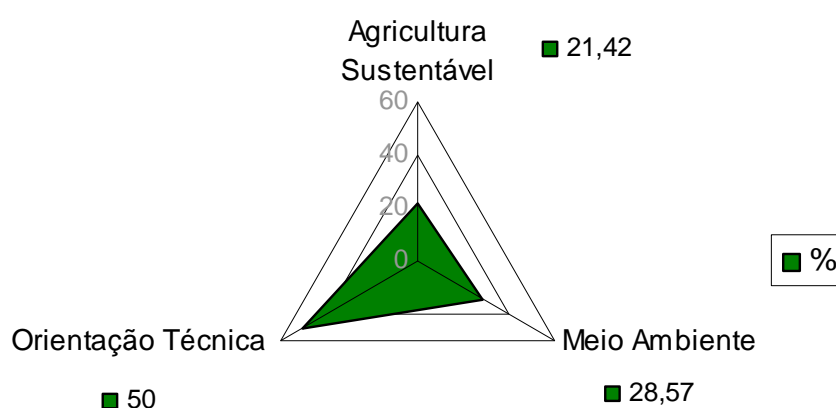 Agricultura
Sustentável
21,42
60
40
20
0
%
Orientação Técnica
Meio Ambiente
50
28,57